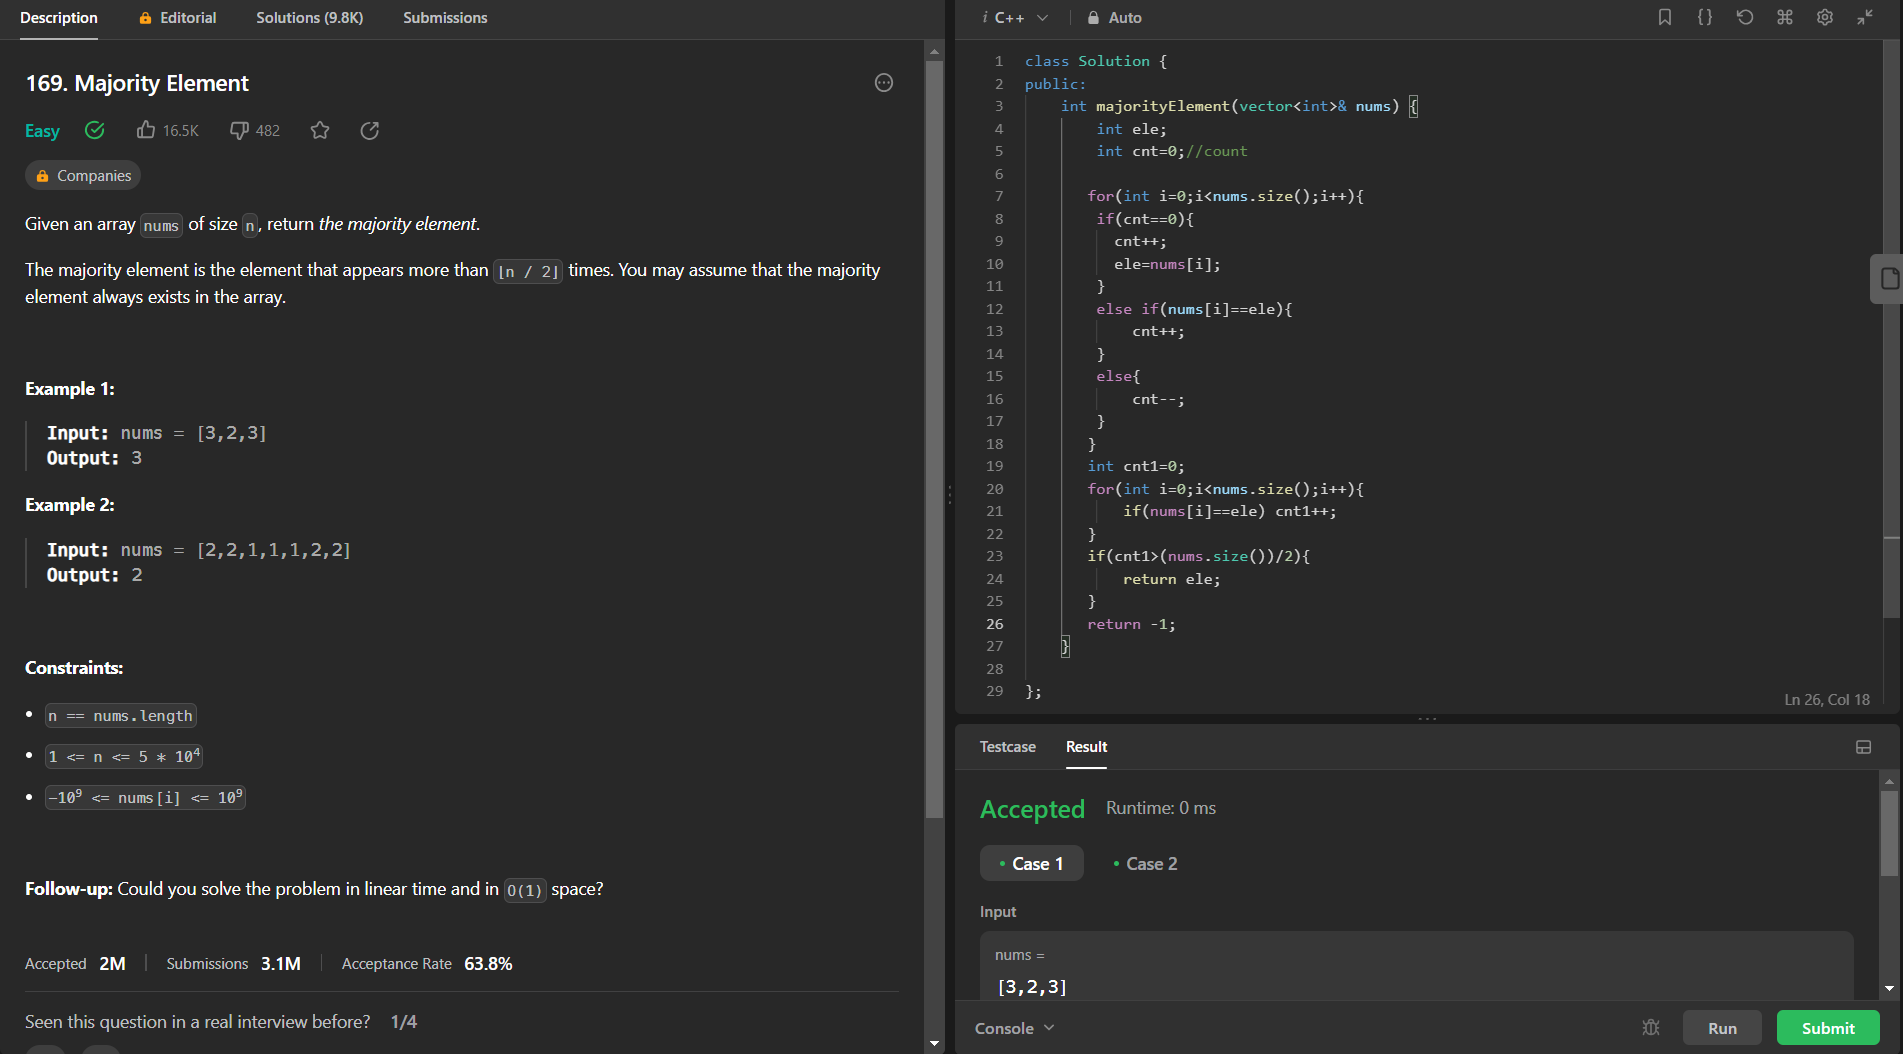 Description
Editorial
Solutions (9.8K)
Submissions
169. Majority Element
Easy
16.5K
482
Companies
Given an array nums of size n, return the majority element.
The majority element is the element that appears more than ⌊n / 2⌋ times. You may assume that the majority
element always exists in the array.
Example 1:
Input: nums = [3,2,3]
Output: 3
Example 2:
Input: nums = [2,2,1,1,1,2,2]
Output: 2
Constraints:
• n == nums.length
• 1 <= n <= 5 * 10⁴
• -10⁹ <= nums[i] <= 10⁹
Follow-up: Could you solve the problem in linear time and in O(1) space?
Accepted 2M | Submissions 3.1M | Acceptance Rate 63.8%
Seen this question in a real interview before? 1/4
i C++
Auto
1 class Solution {
2 public:
3     int majorityElement(vector<int>& nums) {
4         int ele;
5         int cnt=0;//count
6
7        for(int i=0;i<nums.size();i++){
8         if(cnt==0){
9           cnt++;
10           ele=nums[i];
11         }
12         else if(nums[i]==ele){
13             cnt++;
14         }
15         else{
16             cnt--;
17         }
18        }
19        int cnt1=0;
20        for(int i=0;i<nums.size();i++){
21            if(nums[i]==ele) cnt1++;
22        }
23        if(cnt1>(nums.size())/2){
24            return ele;
25        }
26        return -1;
27     }
28
29 };
Ln 26, Col 18
Testcase
Result
Accepted Runtime: 0 ms
• Case 1
• Case 2
Input
nums =
[3,2,3]
Console
Run
Submit